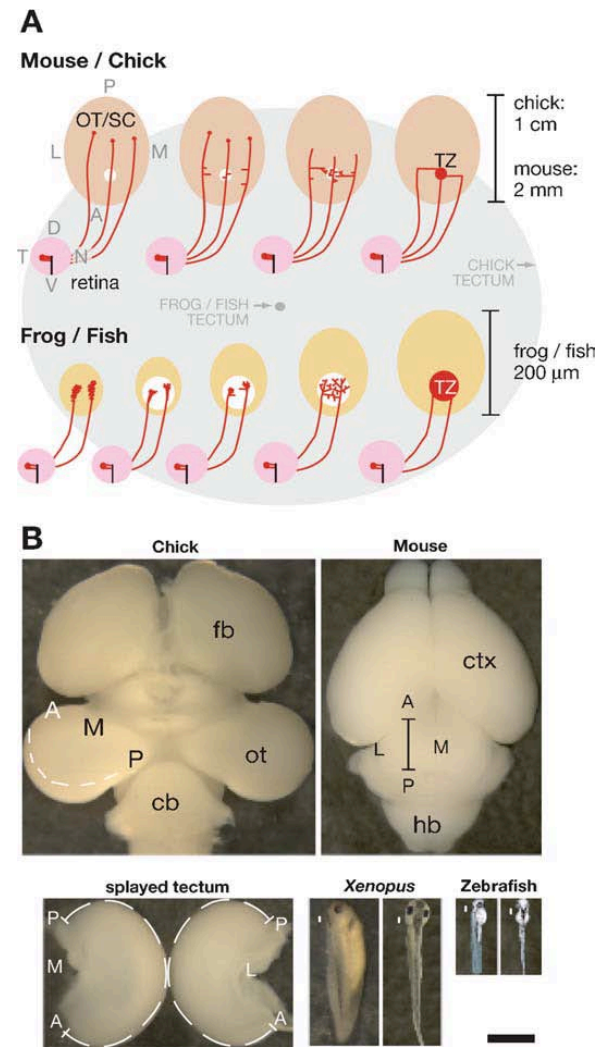 A
Mouse / Chick
P
OT/SC
L
M
A
TZ
chick:
1 cm
mouse:
2 mm
D
T
N
V
retina
CHICK
TECTUM
FROG / FISH
TECTUM
Frog / Fish
TZ
frog / fish
200 µm
B
Chick
Mouse
fb
ctx
A
M
P
ot
cb
A
L
M
P
hb
splayed tectum
Xenopus
Zebrafish
P
P
M
L
A
A